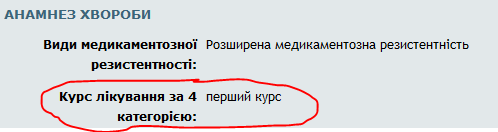 АНАМНЕЗ ХВОРОБИ
Види медикаментозної Розширена медикаментозна резистентність
резистентності:
Курс лікування за 4 перший курс
категорією: